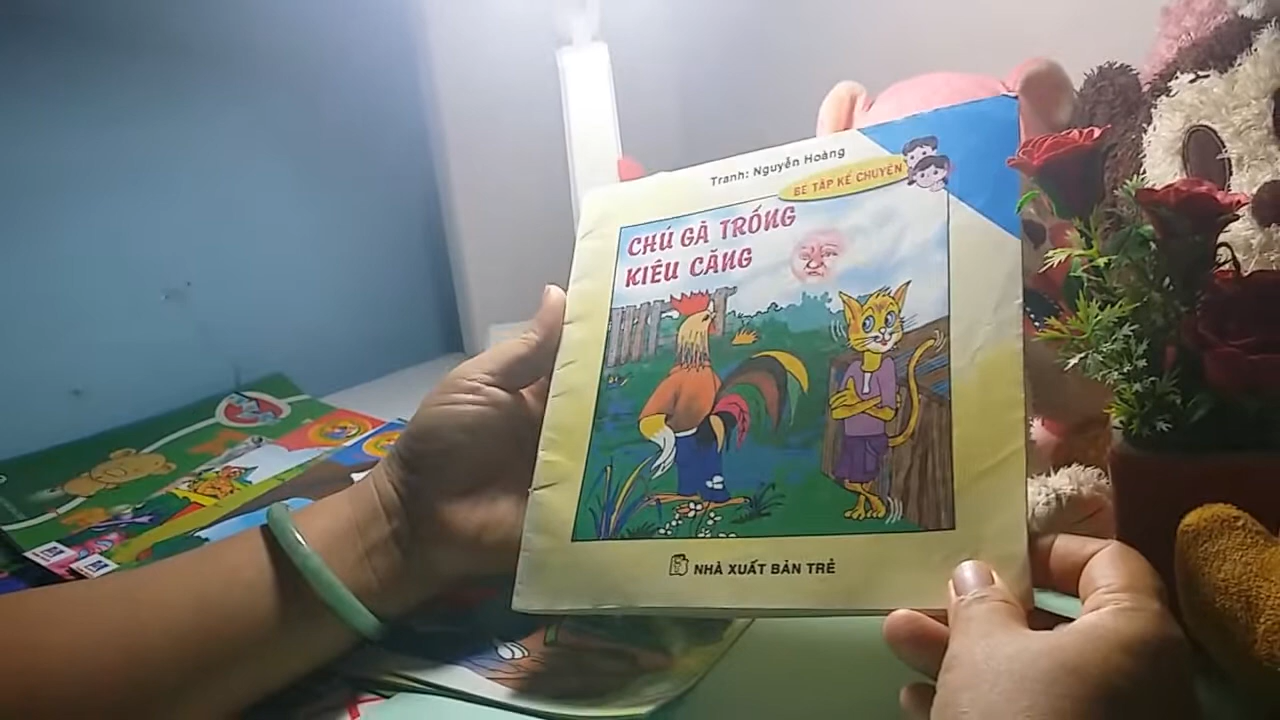 Tranh: Nguyễn Hoàng
BÉ TẬP KỂ CHUYỆN
CHÚ GÀ TRỐNG
KIÊU CĂNG
NHÀ XUẤT BẢN TRẺ